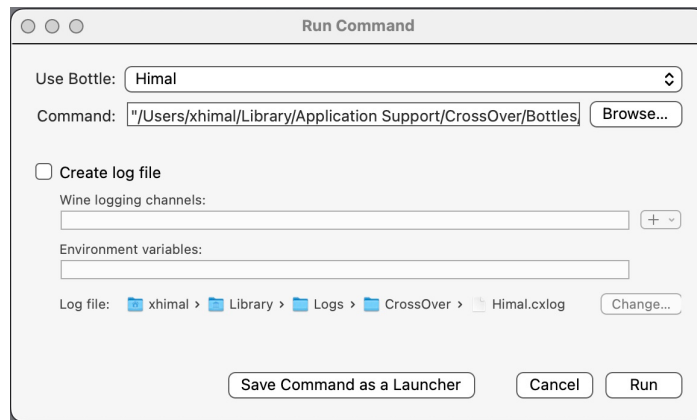 Run Command
Use Bottle: Himal
Command: "/Users/xhimal/Library/Application Support/CrossOver/Bottles, Browse...
Create log file
Wine logging channels:
+
Environment variables:
Log file: xhimal › Library › Logs › CrossOver › Himal.cxlog Change...
Save Command as a Launcher Cancel Run